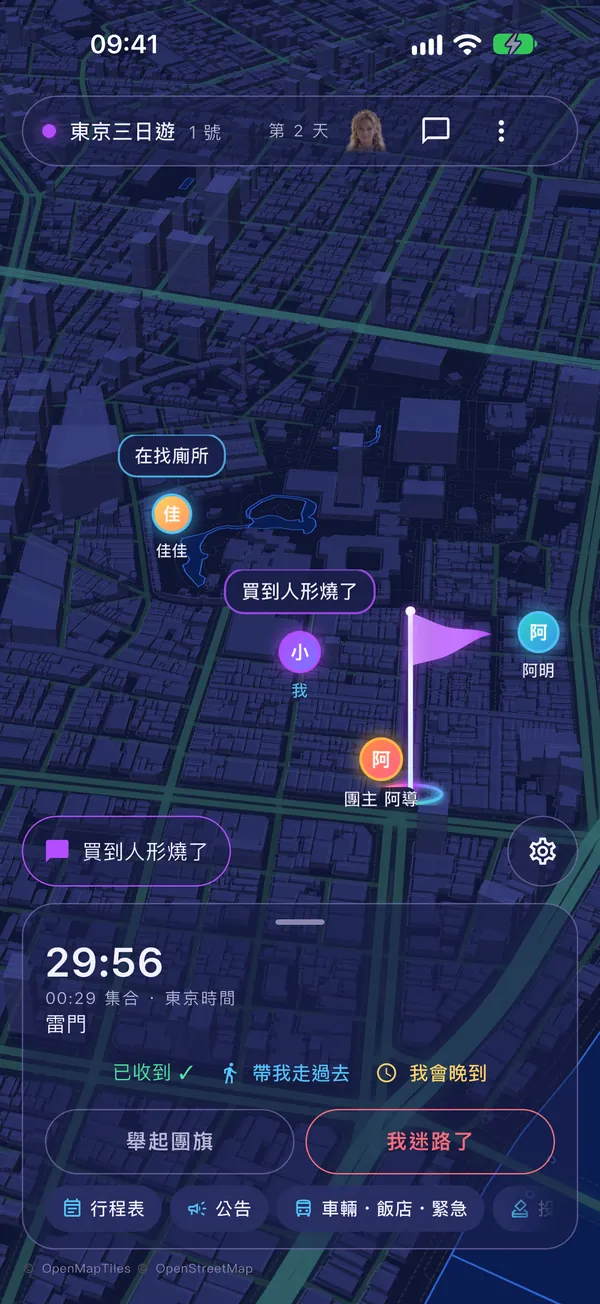 09:41
東京三日遊 1 號 第 2 天
在找廁所
佳
佳佳
買到人形燒了
小
我
阿
阿明
阿
團主 阿導
買到人形燒了
29:56
00:29 集合 · 東京時間
雷門
已收到 ✓ 帶我走過去 我會晚到
舉起團旗 我迷路了
行程表 公告 車輛·飯店·緊急 投
© OpenMapTiles © OpenStreetMap